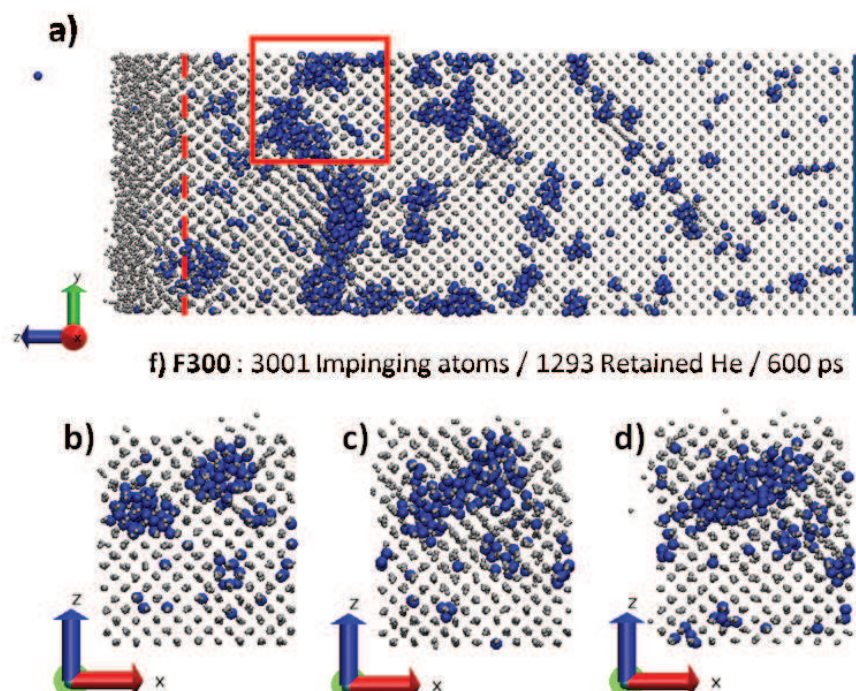 a)
y
z
x
f) F300 : 3001 Impinging atoms / 1293 Retained He / 600 ps
b)
c)
d)
z
z
z
x
x
x